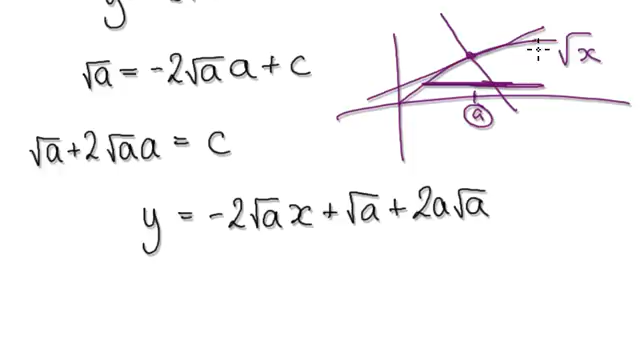 y =
√a = -2√a a + c
√x
a
√a + 2√a a = c
y = -2√a x + √a + 2a√a